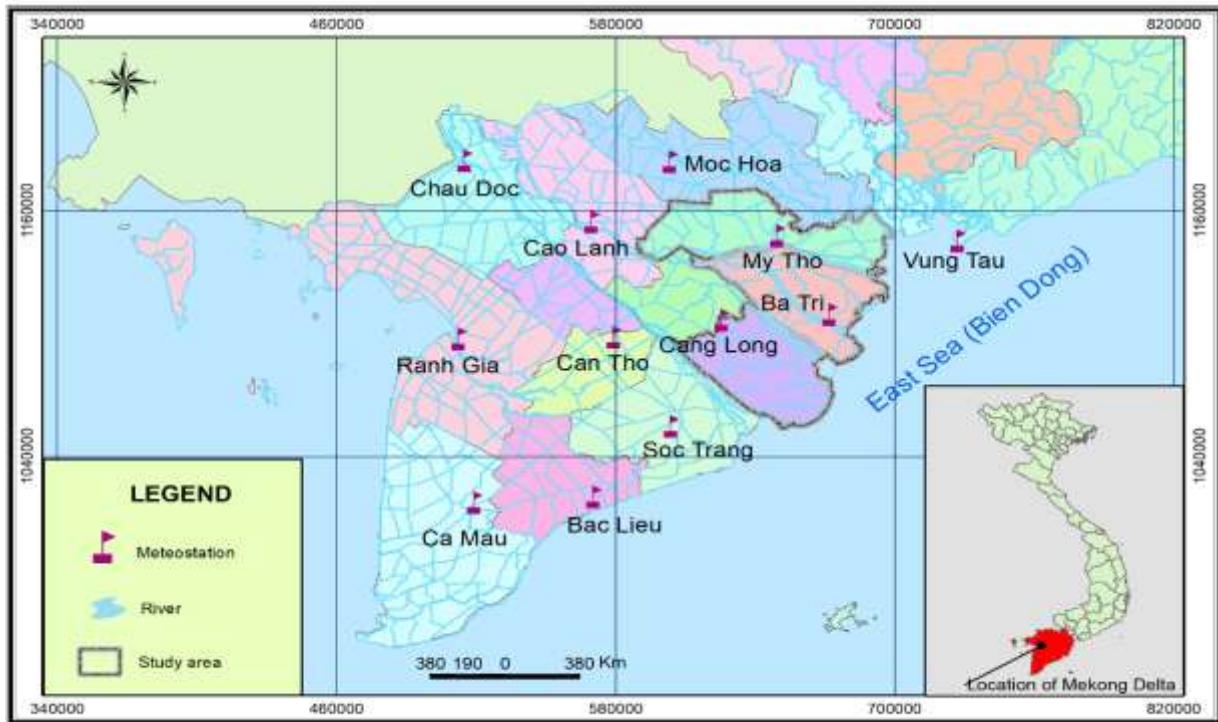 340000 460000 580000 700000 820000
Moc Hoa
Chau Doc
1160000 1160000
Cao Lanh
My Tho
Vung Tau
Ba Tri
Cang Long
Ranh Gia
Can Tho
East Sea (Bien Dong)
Soc Trang
1040000 1040000
Bac Lieu
Ca Mau
LEGEND
Meteostation
River
Study area
380 190 0 380 Km
Location of Mekong Delta
340000 460000 580000 700000 820000